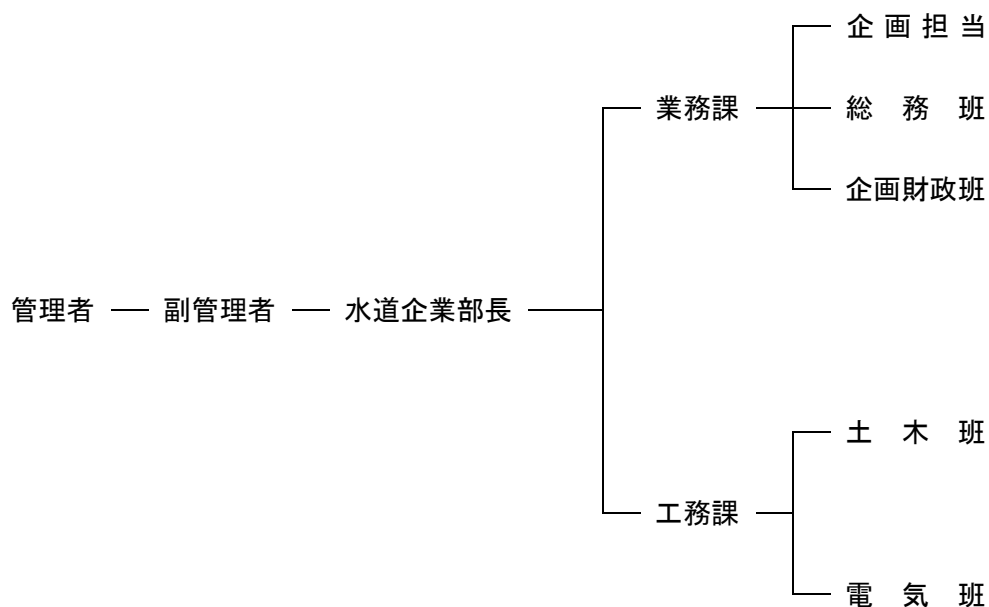 企画担当
業務課 総務班
企画財政班
管理者 副管理者 水道企業部長
土木班
工務課
電気班